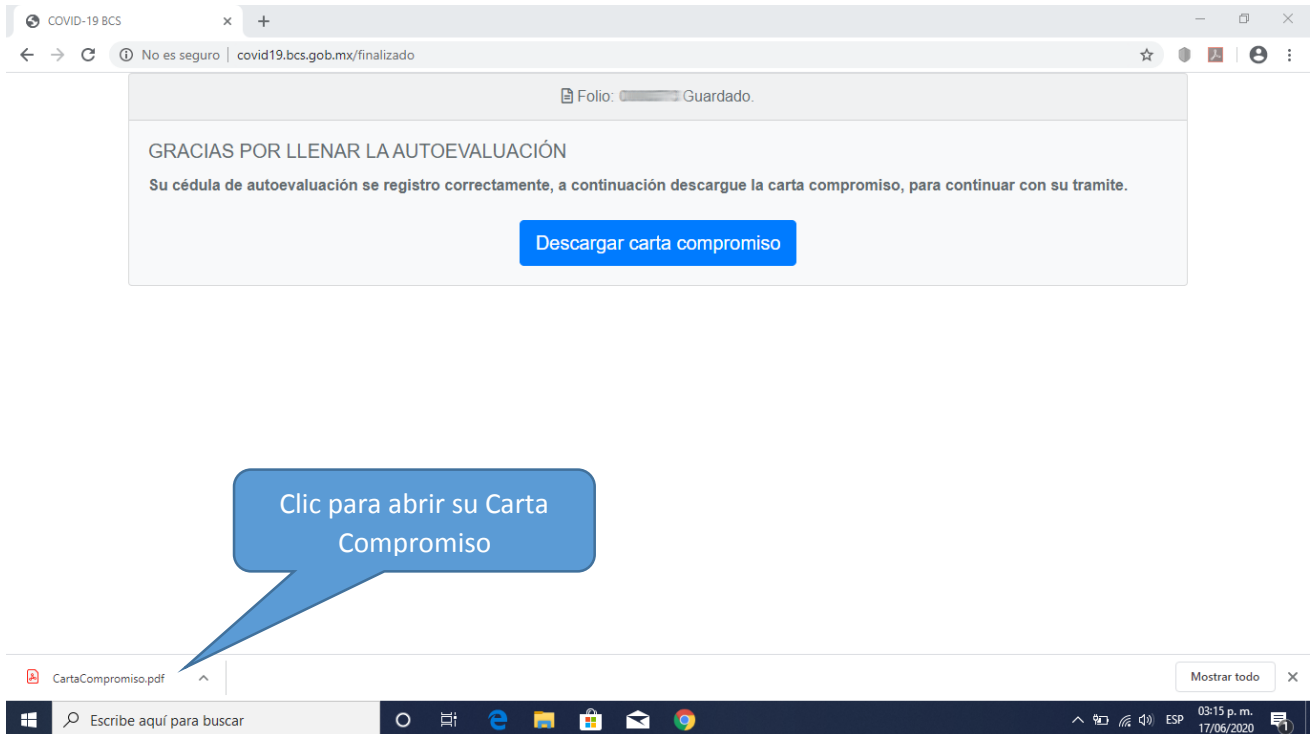 COVID-19 BCS
No es seguro | covid19.bcs.gob.mx/finalizado
Folio: Guardado.
GRACIAS POR LLENAR LA AUTOEVALUACIÓN
Su cédula de autoevaluación se registro correctamente, a continuación descargue la carta compromiso, para continuar con su tramite.
Descargar carta compromiso
Clic para abrir su Carta
Compromiso
CartaCompromiso.pdf
Mostrar todo
Escribe aquí para buscar
ESP
03:15 p. m.
17/06/2020
1